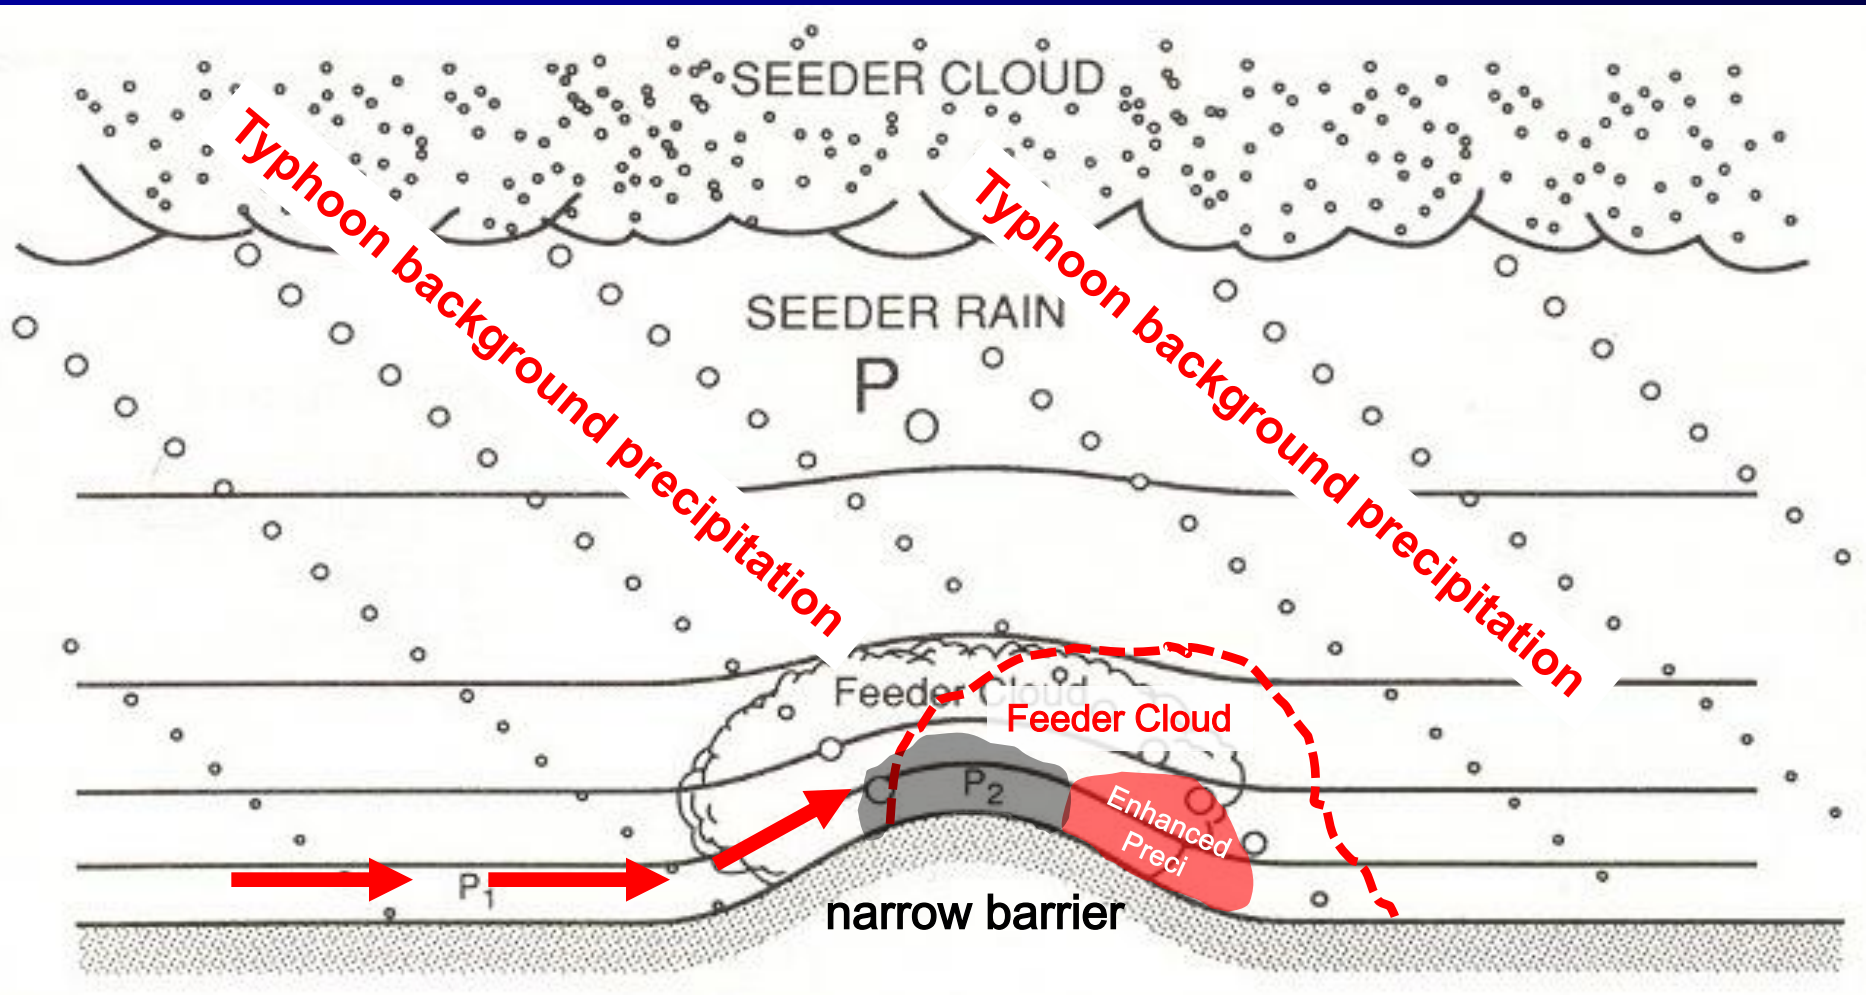 SEEDER CLOUD
Typhoon background precipitation
Typhoon background precipitation
SEEDER RAIN
P
Feeder Cloud
Feeder Cloud
P2
Enhanced
Preci
P1
narrow barrier